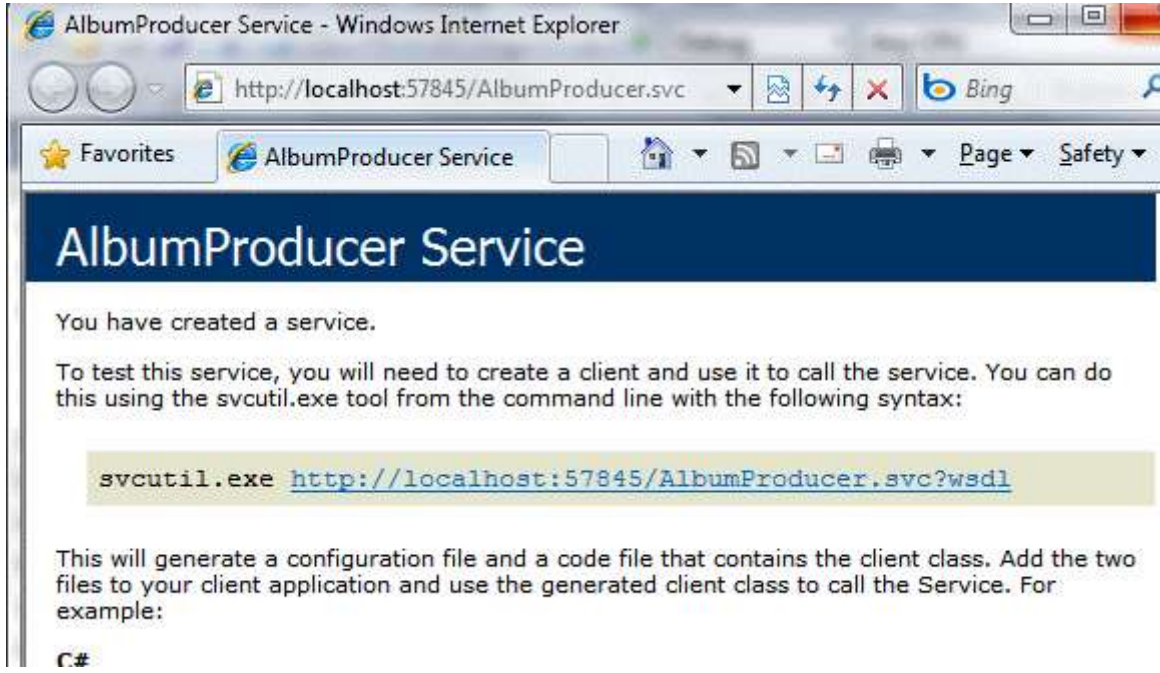 AlbumProducer Service - Windows Internet Explorer
http://localhost:57845/AlbumProducer.svc
Bing
Favorites
AlbumProducer Service
Page
Safety
AlbumProducer Service
You have created a service.
To test this service, you will need to create a client and use it to call the service. You can do
this using the svcutil.exe tool from the command line with the following syntax:
svcutil.exe http://localhost:57845/AlbumProducer.svc?wsdl
This will generate a configuration file and a code file that contains the client class. Add the two
files to your client application and use the generated client class to call the Service. For
example:
C#